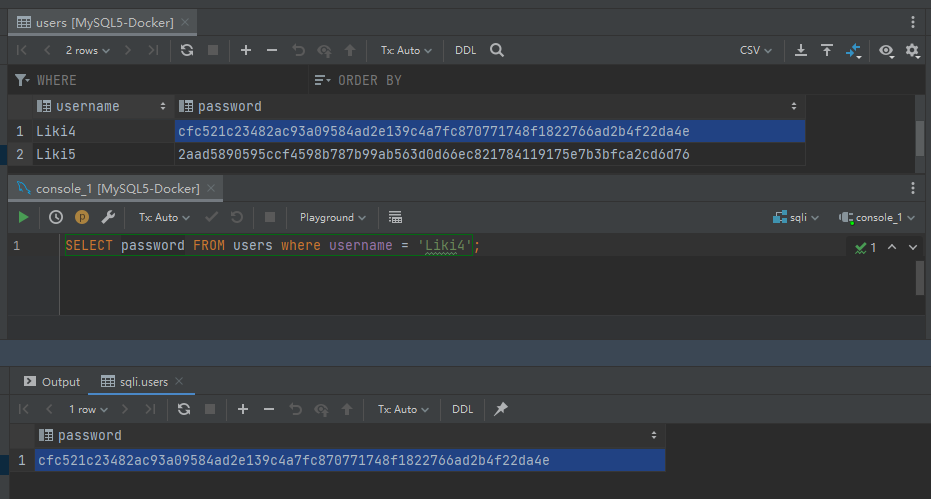 users [MySQL5-Docker]
2 rows
Tx: Auto
DDL
CSV
WHERE
ORDER BY
username
password
1 Liki4 cfc521c23482ac93a09584ad2e139c4a7fc870771748f1822766ad2b4f22da4e
2 Liki5 2aad5890595ccf4598b787b99ab563d0d66ec821784119175e7b3bfca2cd6d76
console_1 [MySQL5-Docker]
p
Tx: Auto
Playground
sqli
console_1
1 SELECT password FROM users where username = 'Liki4';
1
Output
sqli.users
1 row
Tx: Auto
DDL
password
1 cfc521c23482ac93a09584ad2e139c4a7fc870771748f1822766ad2b4f22da4e